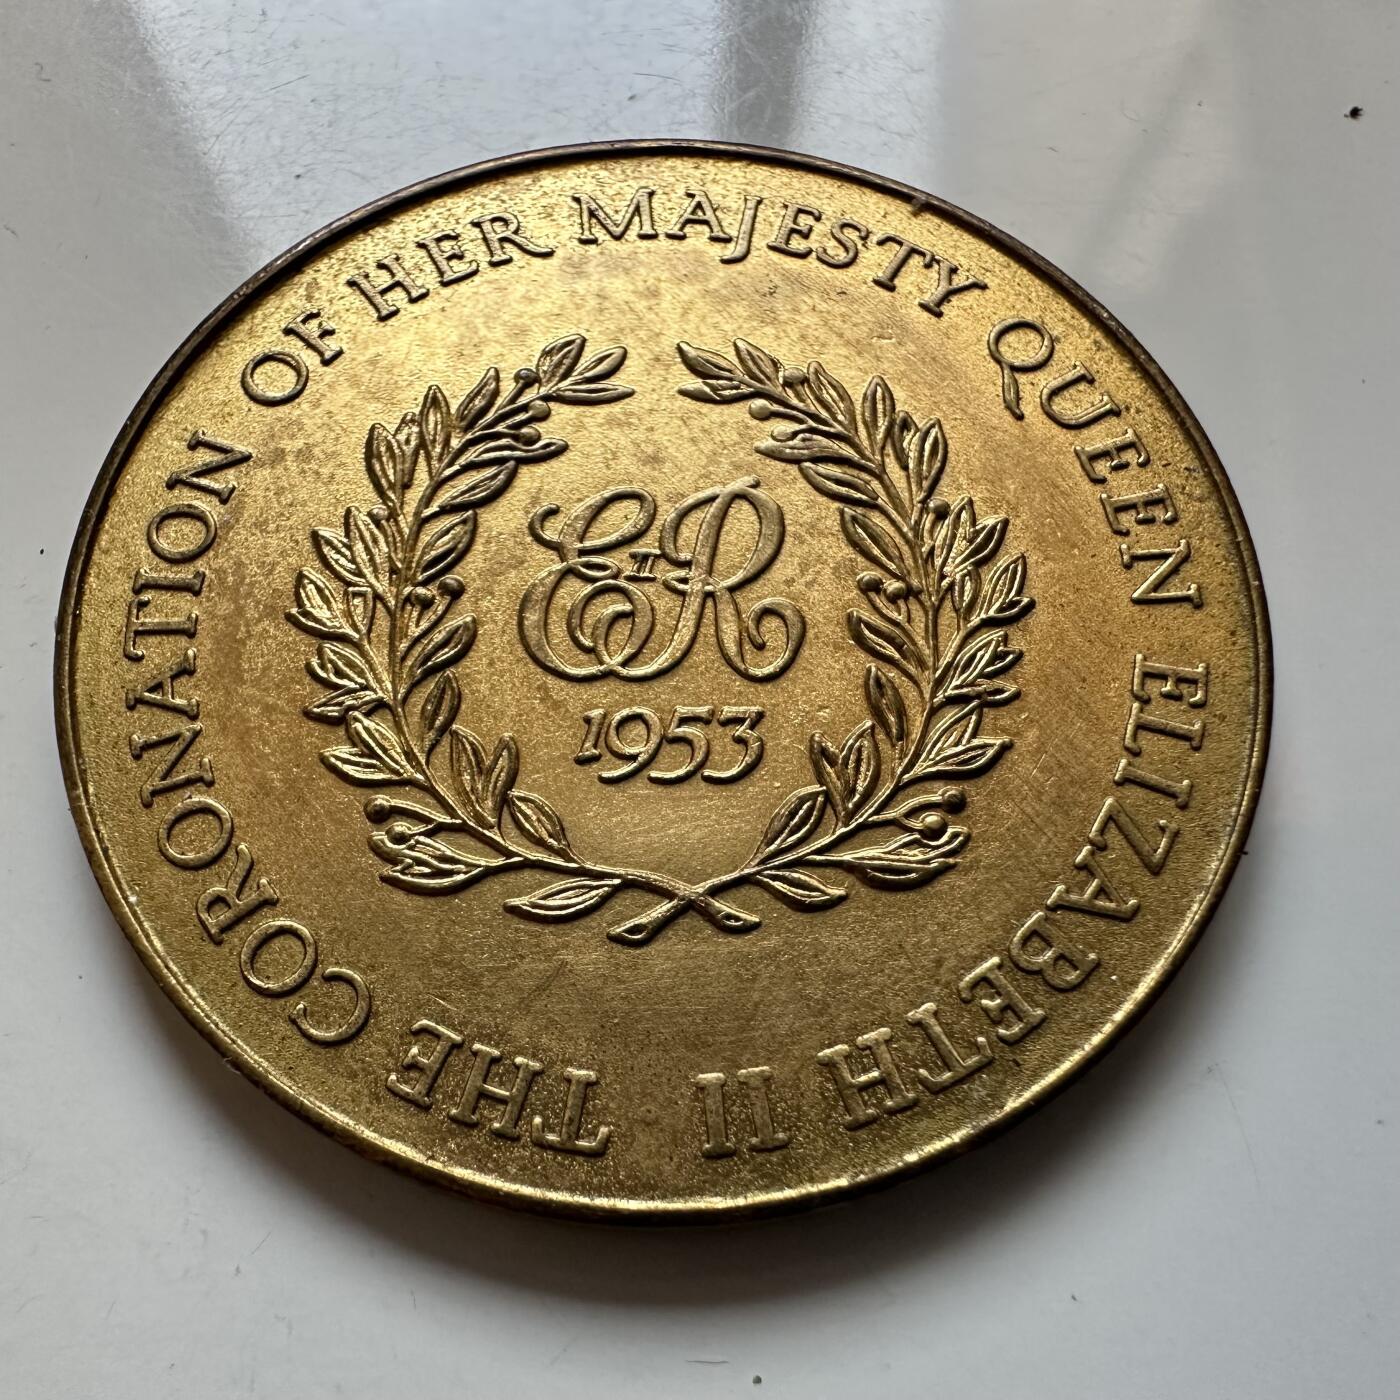 THE CORONATION OF HER MAJESTY QUEEN ELIZABETH II
EIIR
1953